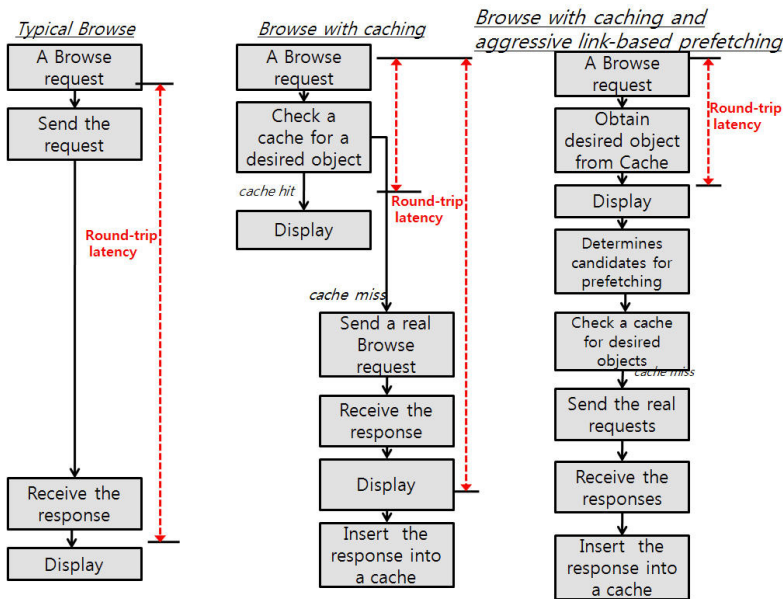 Typical Browse
A Browse
request
Send the
request
Round-trip
latency
Receive the
response
Display
Browse with caching
A Browse
request
Check a
cache for a
desired object
cache hit
Display
Round-trip
latency
cache miss
Send a real
Browse
request
Receive the
response
Display
Insert the
response into
a cache
Browse with caching and
aggressive link-based prefetching
A Browse
request
Round-trip
latency
Obtain
desired object
from Cache
Display
Determines
candidates for
prefetching
Check a cache
for desired
objects
cache miss
Send the real
requests
Receive the
responses
Insert the
response into
a cache